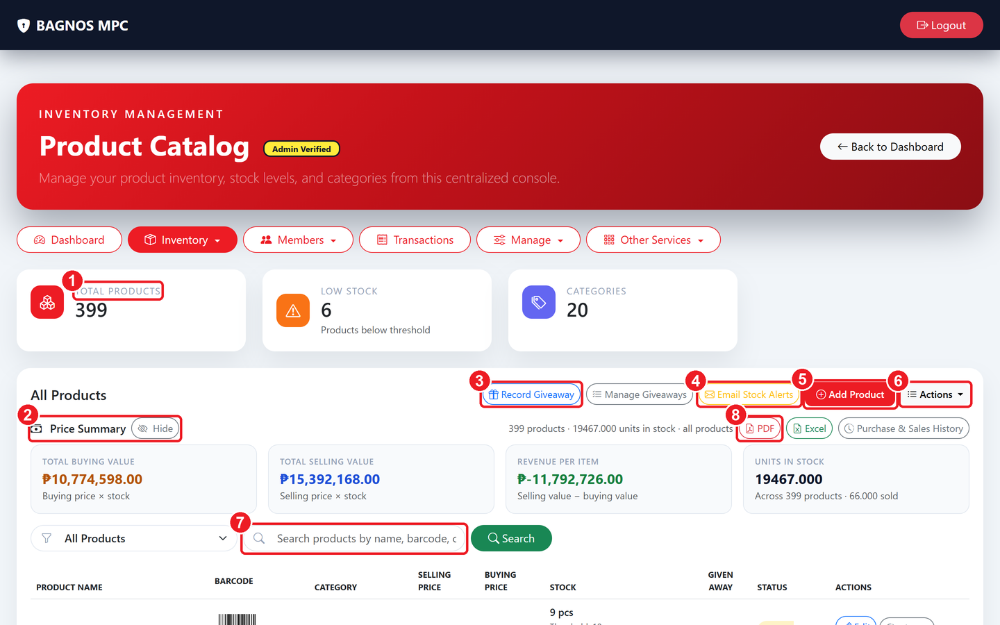 BAGNOS MPC
Logout
INVENTORY MANAGEMENT
Product Catalog
Admin Verified
Manage your product inventory, stock levels, and categories from this centralized console.
← Back to Dashboard
Dashboard
Inventory
Members
Transactions
Manage
Other Services
1
TOTAL PRODUCTS
399
LOW STOCK
6
Products below threshold
CATEGORIES
20
All Products
3
Record Giveaway
Manage Giveaways
4
Email Stock Alerts
5
Add Product
6
Actions
2
Price Summary
Hide
399 products · 19467.000 units in stock · all products
8
PDF
Excel
Purchase & Sales History
TOTAL BUYING VALUE
₱10,774,598.00
Buying price × stock
TOTAL SELLING VALUE
₱15,392,168.00
Selling price × stock
REVENUE PER ITEM
₱-11,792,726.00
Selling value − buying value
UNITS IN STOCK
19467.000
Across 399 products · 66.000 sold
All Products
7
Search products by name, barcode, c
Search
PRODUCT NAME
BARCODE
CATEGORY
SELLING PRICE
BUYING PRICE
STOCK
GIVEN AWAY
STATUS
ACTIONS
9 pcs
Edit